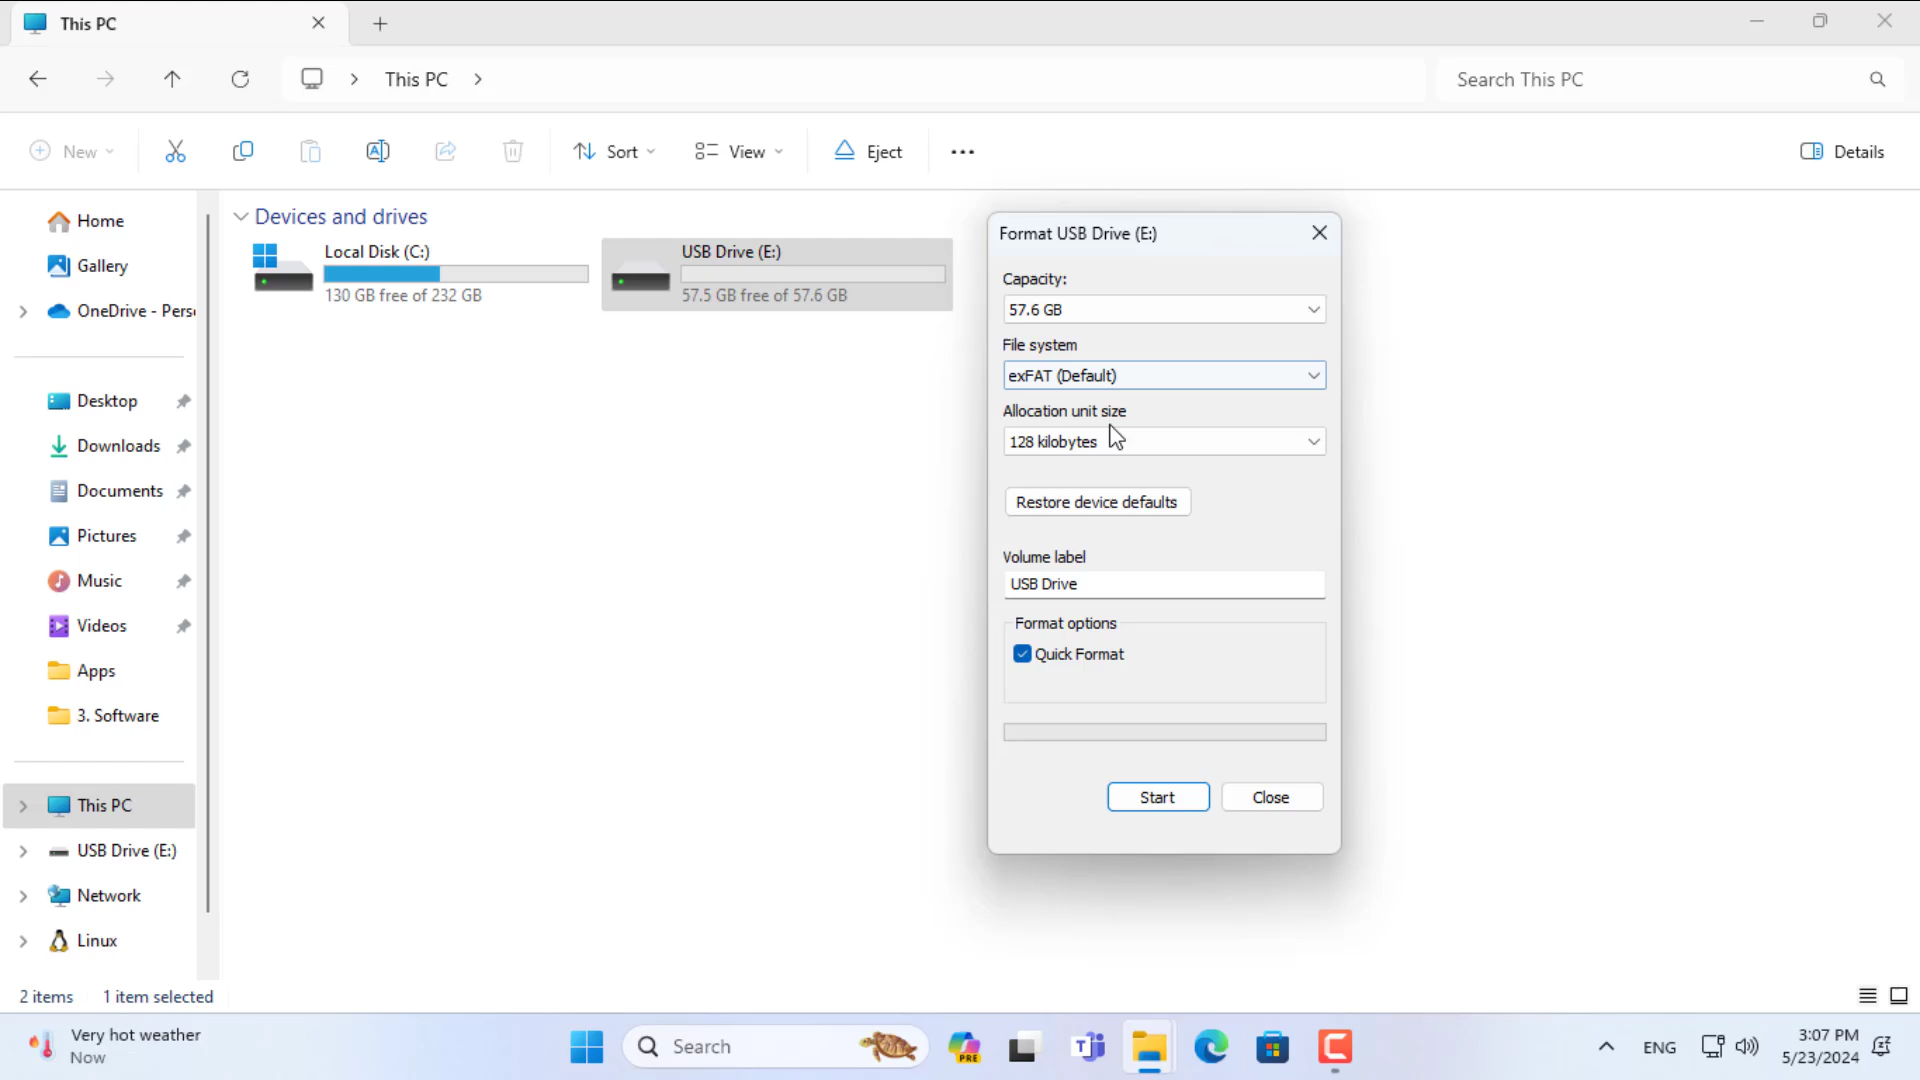 This PC
This PC
Search This PC
New
Sort
View
Eject
Details
Home
Gallery
OneDrive - Pers
Desktop
Downloads
Documents
Pictures
Music
Videos
Apps
3. Software
This PC
USB Drive (E:)
Network
Linux
Devices and drives
Local Disk (C:)
130 GB free of 232 GB
USB Drive (E:)
57.5 GB free of 57.6 GB
Format USB Drive (E:)
Capacity:
57.6 GB
File system
exFAT (Default)
Allocation unit size
128 kilobytes
Restore device defaults
Volume label
USB Drive
Format options
Quick Format
Start
Close
2 items
1 item selected
Very hot weather
Now
Search
PRE
ENG
3:07 PM
5/23/2024